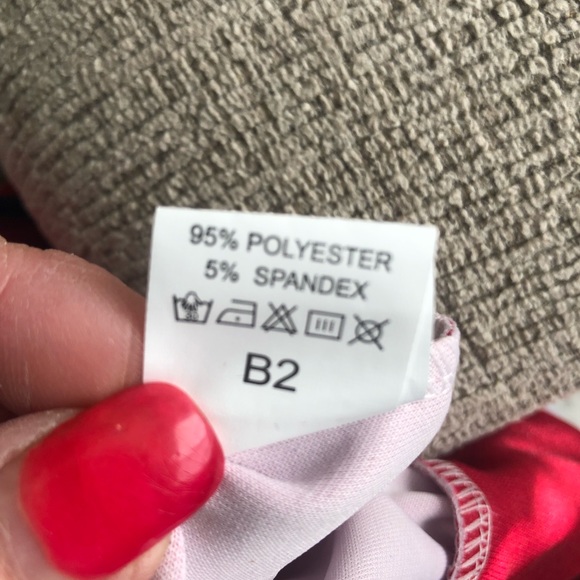 95% POLYESTER
5% SPANDEX
B2